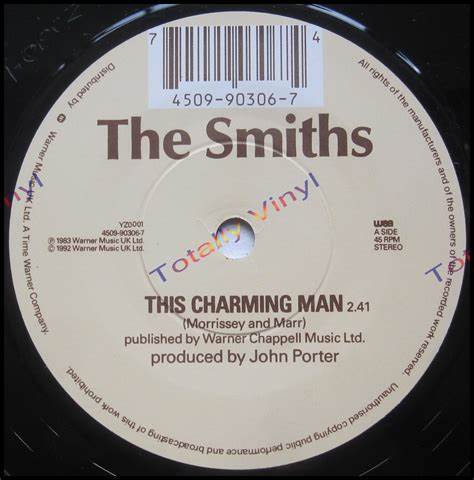 7 4
4509-90306-7
The Smiths
YZ0001
4509-90306-7
℗ 1983 Warner Music UK Ltd.
© 1992 Warner Music UK Ltd.
wea
A SIDE
45 RPM
STEREO
THIS CHARMING MAN 2.41
(Morrissey and Marr)
published by Warner Chappell Music Ltd.
produced by John Porter
Distributed by Warner Music UK Ltd. A Time Warner Company.
All rights of the manufacturers and of the owners of the recorded work reserved.
Unauthorised copying public performance and broadcasting of this work prohibited.
Totally Vinyl